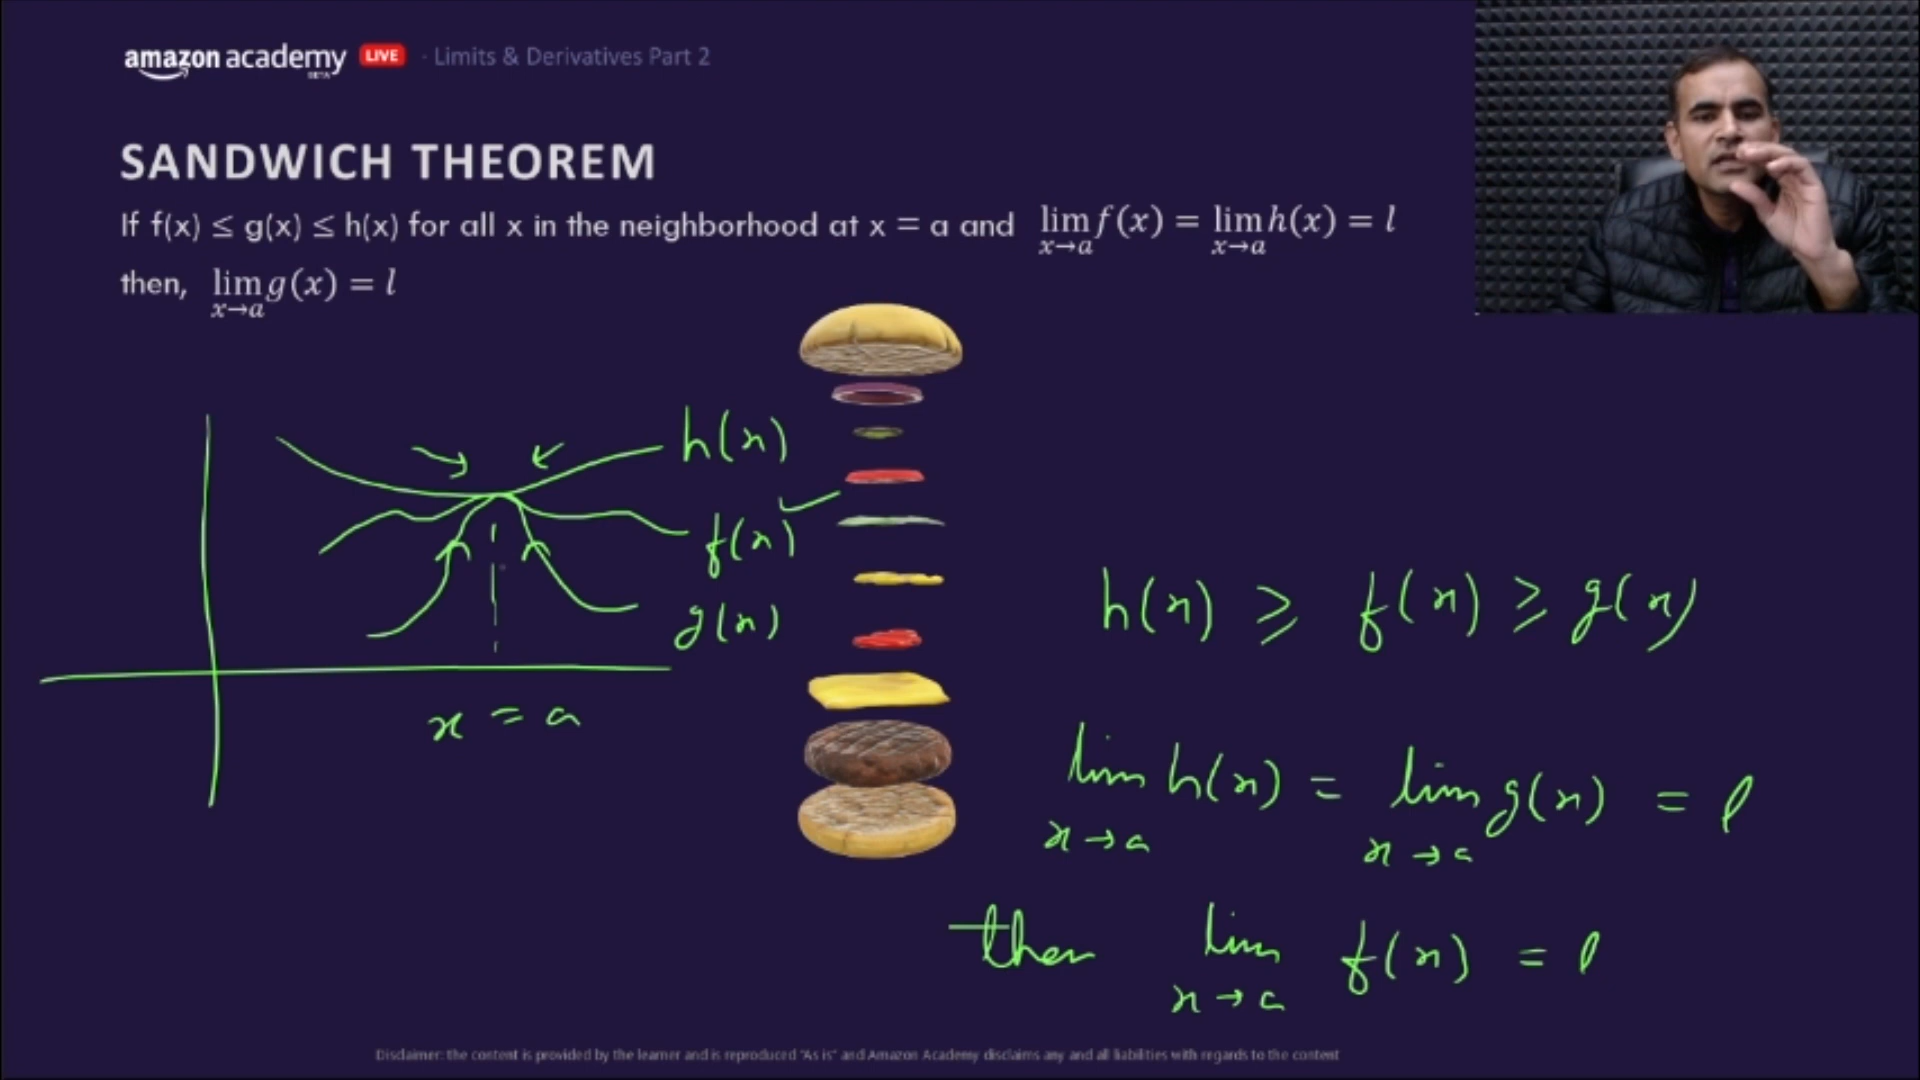 amazon academy BETA LIVE · Limits & Derivatives Part 2
SANDWICH THEOREM
If f(x) ≤ g(x) ≤ h(x) for all x in the neighborhood at x = a and lim x→a f(x) = lim x→a h(x) = l
then, lim x→a g(x) = l
h(x)
f(x)
g(x)
x = a
h(x) ⩾ f(x) ⩾ g(x)
lim x→a h(x) = lim x→a g(x) = l
then lim x→a f(x) = l
Disclaimer: the content is provided by the learner and is reproduced "As is" and Amazon Academy disclaims any and all liabilities with regards to the content